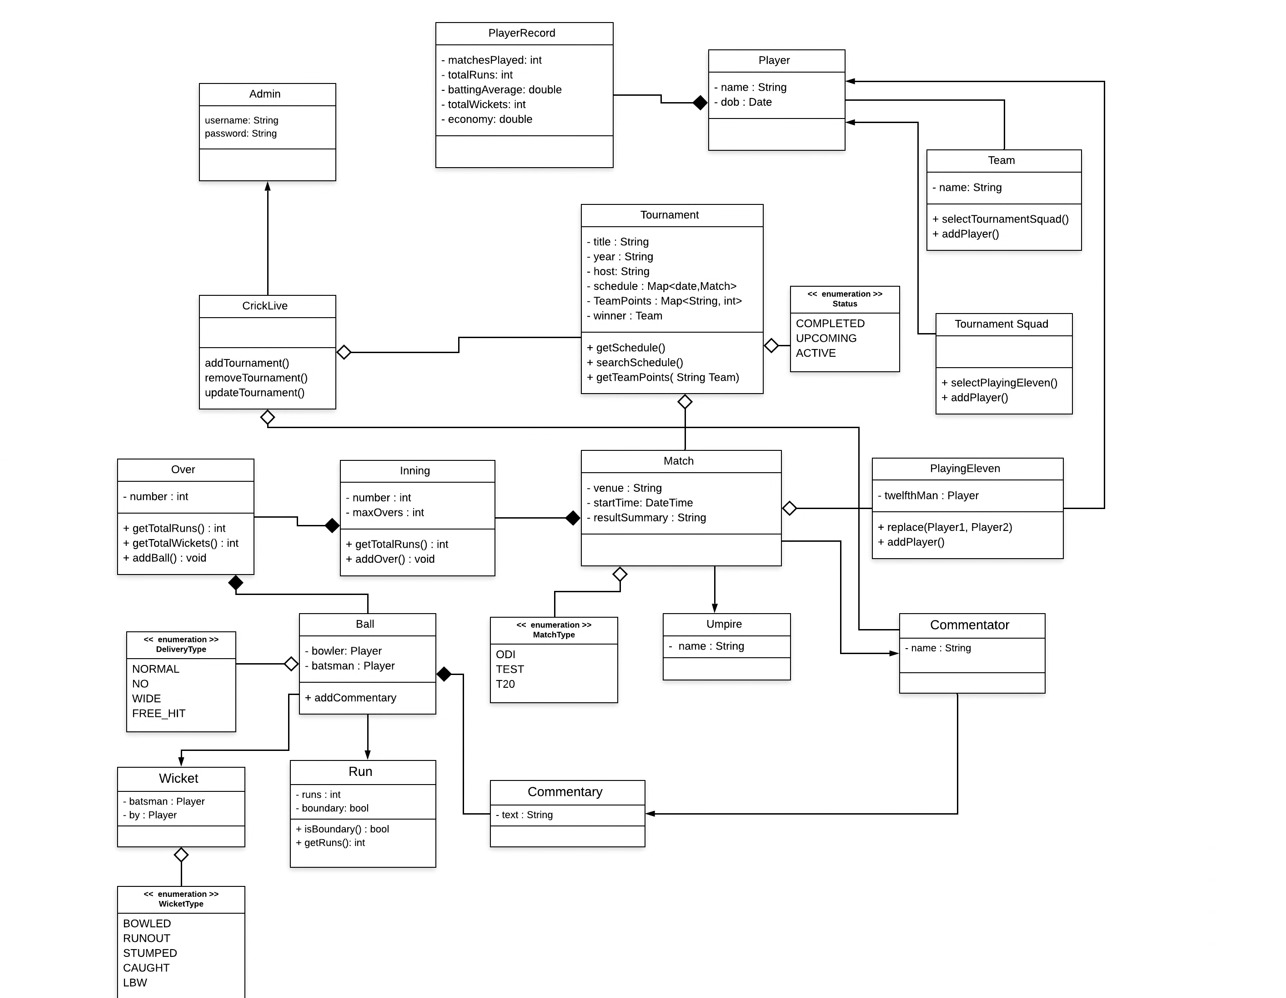 PlayerRecord
- matchesPlayed: int
- totalRuns: int
- battingAverage: double
- totalWickets: int
- economy: double
Player
- name : String
- dob : Date
Admin
username: String
password: String
Team
- name: String
+ selectTournamentSquad()
+ addPlayer()
Tournament
- title : String
- year : String
- host: String
- schedule : Map<date,Match>
- TeamPoints : Map<String, int>
- winner : Team
+ getSchedule()
+ searchSchedule()
+ getTeamPoints( String Team)
<< enumeration >>
Status
COMPLETED
UPCOMING
ACTIVE
CrickLive
addTournament()
removeTournament()
updateTournament()
Tournament Squad
+ selectPlayingEleven()
+ addPlayer()
Over
- number : int
+ getTotalRuns() : int
+ getTotalWickets() : int
+ addBall() : void
Inning
- number : int
- maxOvers : int
+ getTotalRuns() : int
+ addOver() : void
Match
- venue : String
- startTime: DateTime
- resultSummary : String
PlayingEleven
- twelfthMan : Player
+ replace(Player1, Player2)
+ addPlayer()
<< enumeration >>
DeliveryType
NORMAL
NO
WIDE
FREE_HIT
Ball
- bowler: Player
- batsman : Player
+ addCommentary
<< enumeration >>
MatchType
ODI
TEST
T20
Umpire
- name : String
Commentator
- name : String
Wicket
- batsman : Player
- by : Player
Run
- runs : int
- boundary: bool
+ isBoundary() : bool
+ getRuns(): int
Commentary
- text : String
<< enumeration >>
WicketType
BOWLED
RUNOUT
STUMPED
CAUGHT
LBW